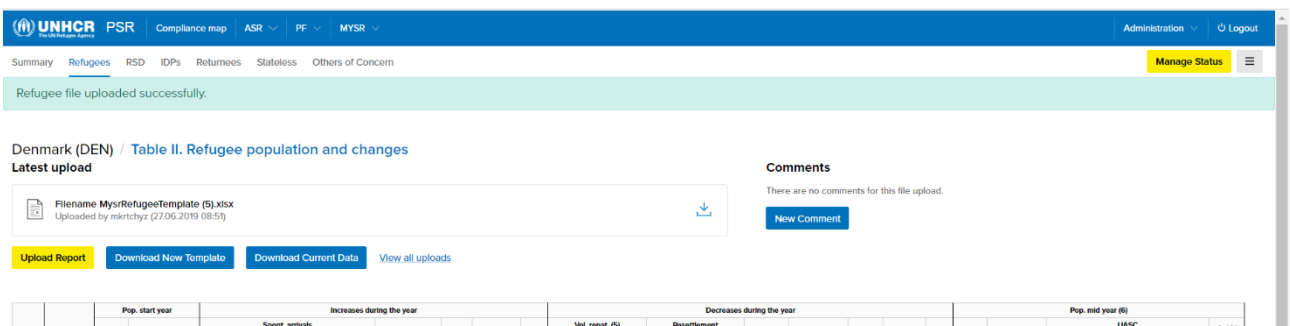 UNHCR PSR Compliance map ASR PF MYSR Administration Logout
The UN Refugee Agency
Summary Refugees RSD IDPs Returnees Stateless Others of Concern Manage Status
Refugee file uploaded successfully.
Denmark (DEN) / Table II. Refugee population and changes
Latest upload
Filename MysrRefugeeTemplate (5).xlsx
Uploaded by mkrtchyz (27.06.2019 08:51)
Comments
There are no comments for this file upload.
New Comment
Upload Report Download New Template Download Current Data View all uploads
Pop. start year Increases during the year Decreases during the year Pop. mid year (6)
Spont. arrivals Vol. repat. (5) Resettlement UASC